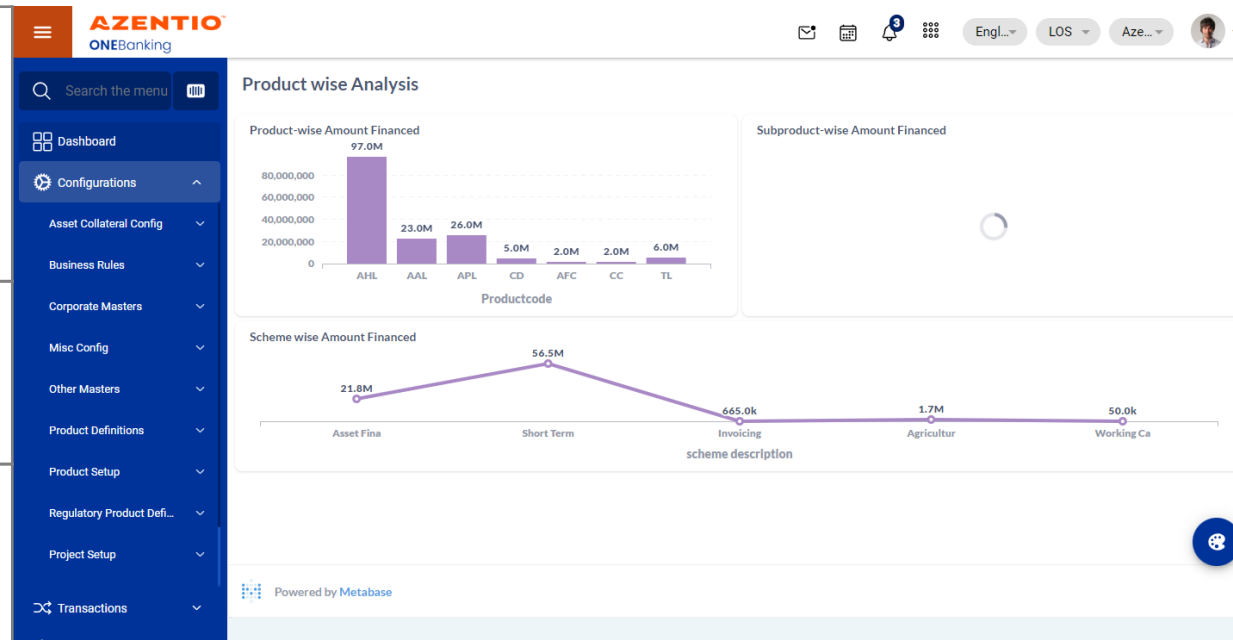 AZENTIO
ONEBanking
3
Engl...
LOS
Aze...
Search the menu
Dashboard
Configurations
Asset Collateral Config
Business Rules
Corporate Masters
Misc Config
Other Masters
Product Definitions
Product Setup
Regulatory Product Defi...
Project Setup
Transactions
Product wise Analysis
Product-wise Amount Financed
97.0M
80,000,000
60,000,000
40,000,000
20,000,000
0
23.0M
26.0M
5.0M
2.0M
2.0M
6.0M
AHL
AAL
APL
CD
AFC
CC
TL
Productcode
Subproduct-wise Amount Financed
Scheme wise Amount Financed
21.8M
56.5M
665.0k
1.7M
50.0k
Asset Fina
Short Term
Invoicing
Agricultur
Working Ca
scheme description
Powered by Metabase